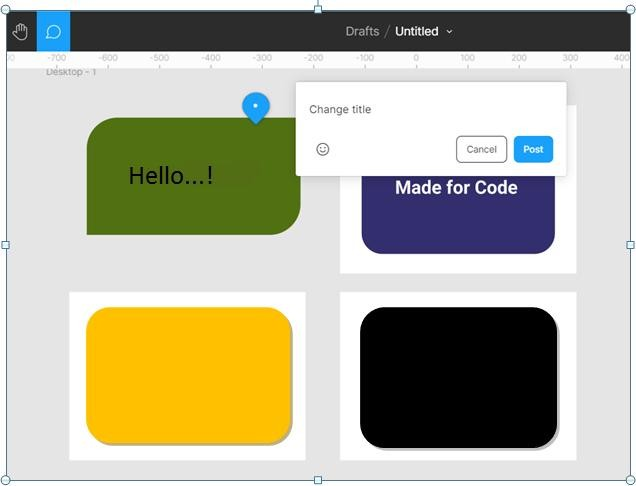 Drafts / Untitled
-700 -600 -500 -400 -300 -200 -100 0 100 200 300 400
Desktop - 1
Change title
Cancel Post
Hello...!
Made for Code